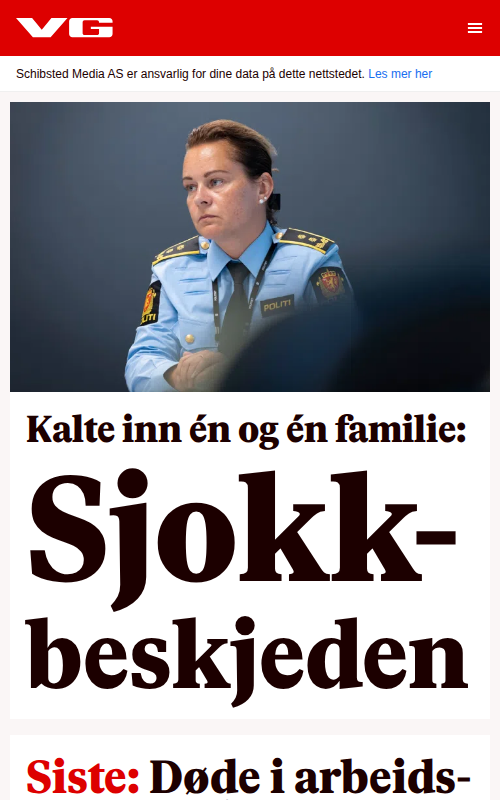 VG
Schibsted Media AS er ansvarlig for dine data på dette nettstedet. Les mer her
POLITI
Kalte inn én og én familie:
Sjokk-
beskjeden
Siste: Døde i arbeids-